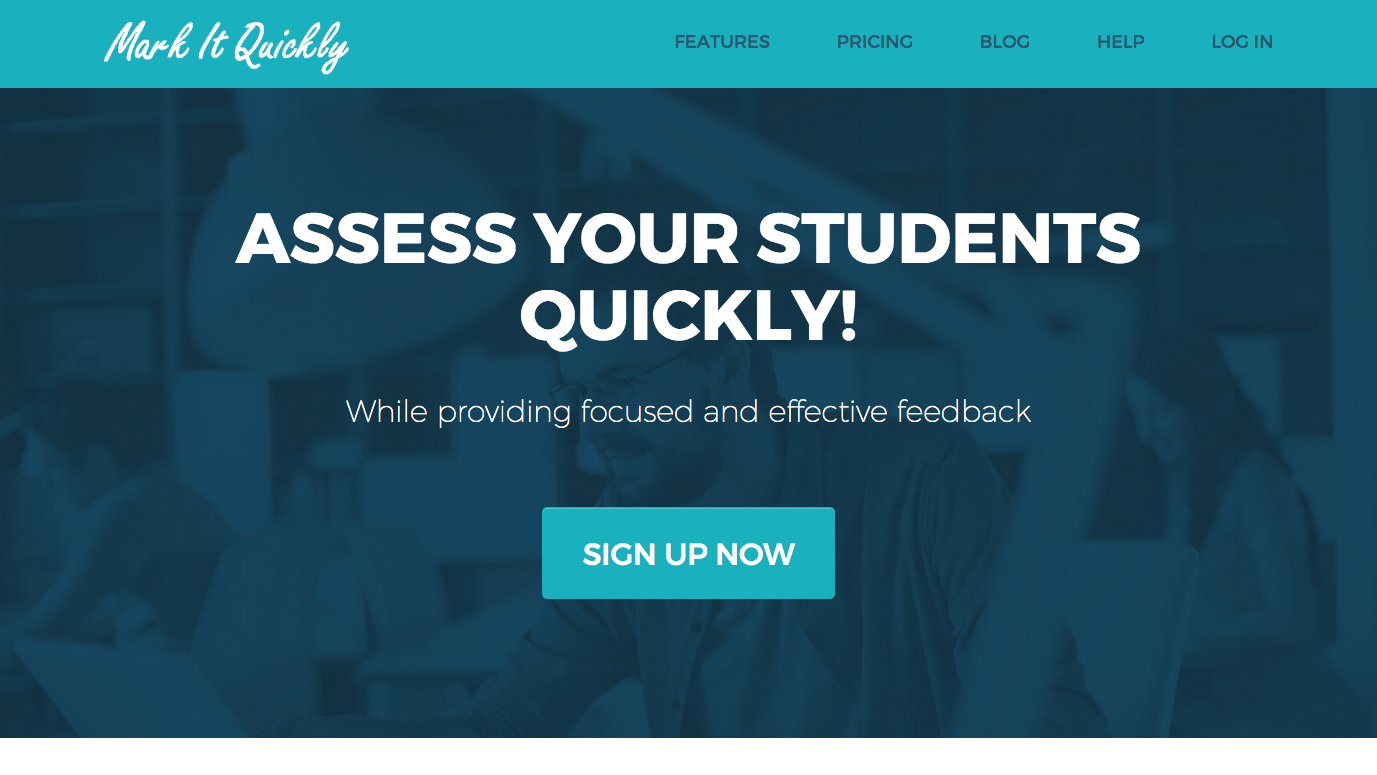 Mark It Quickly
FEATURES PRICING BLOG HELP LOG IN
ASSESS YOUR STUDENTS
QUICKLY!
While providing focused and effective feedback
SIGN UP NOW